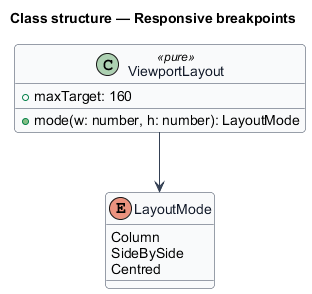 Class structure — Responsive breakpoints
C
«pure»
ViewportLayout
maxTarget: 160
mode(w: number, h: number): LayoutMode
E LayoutMode
Column
SideBySide
Centred